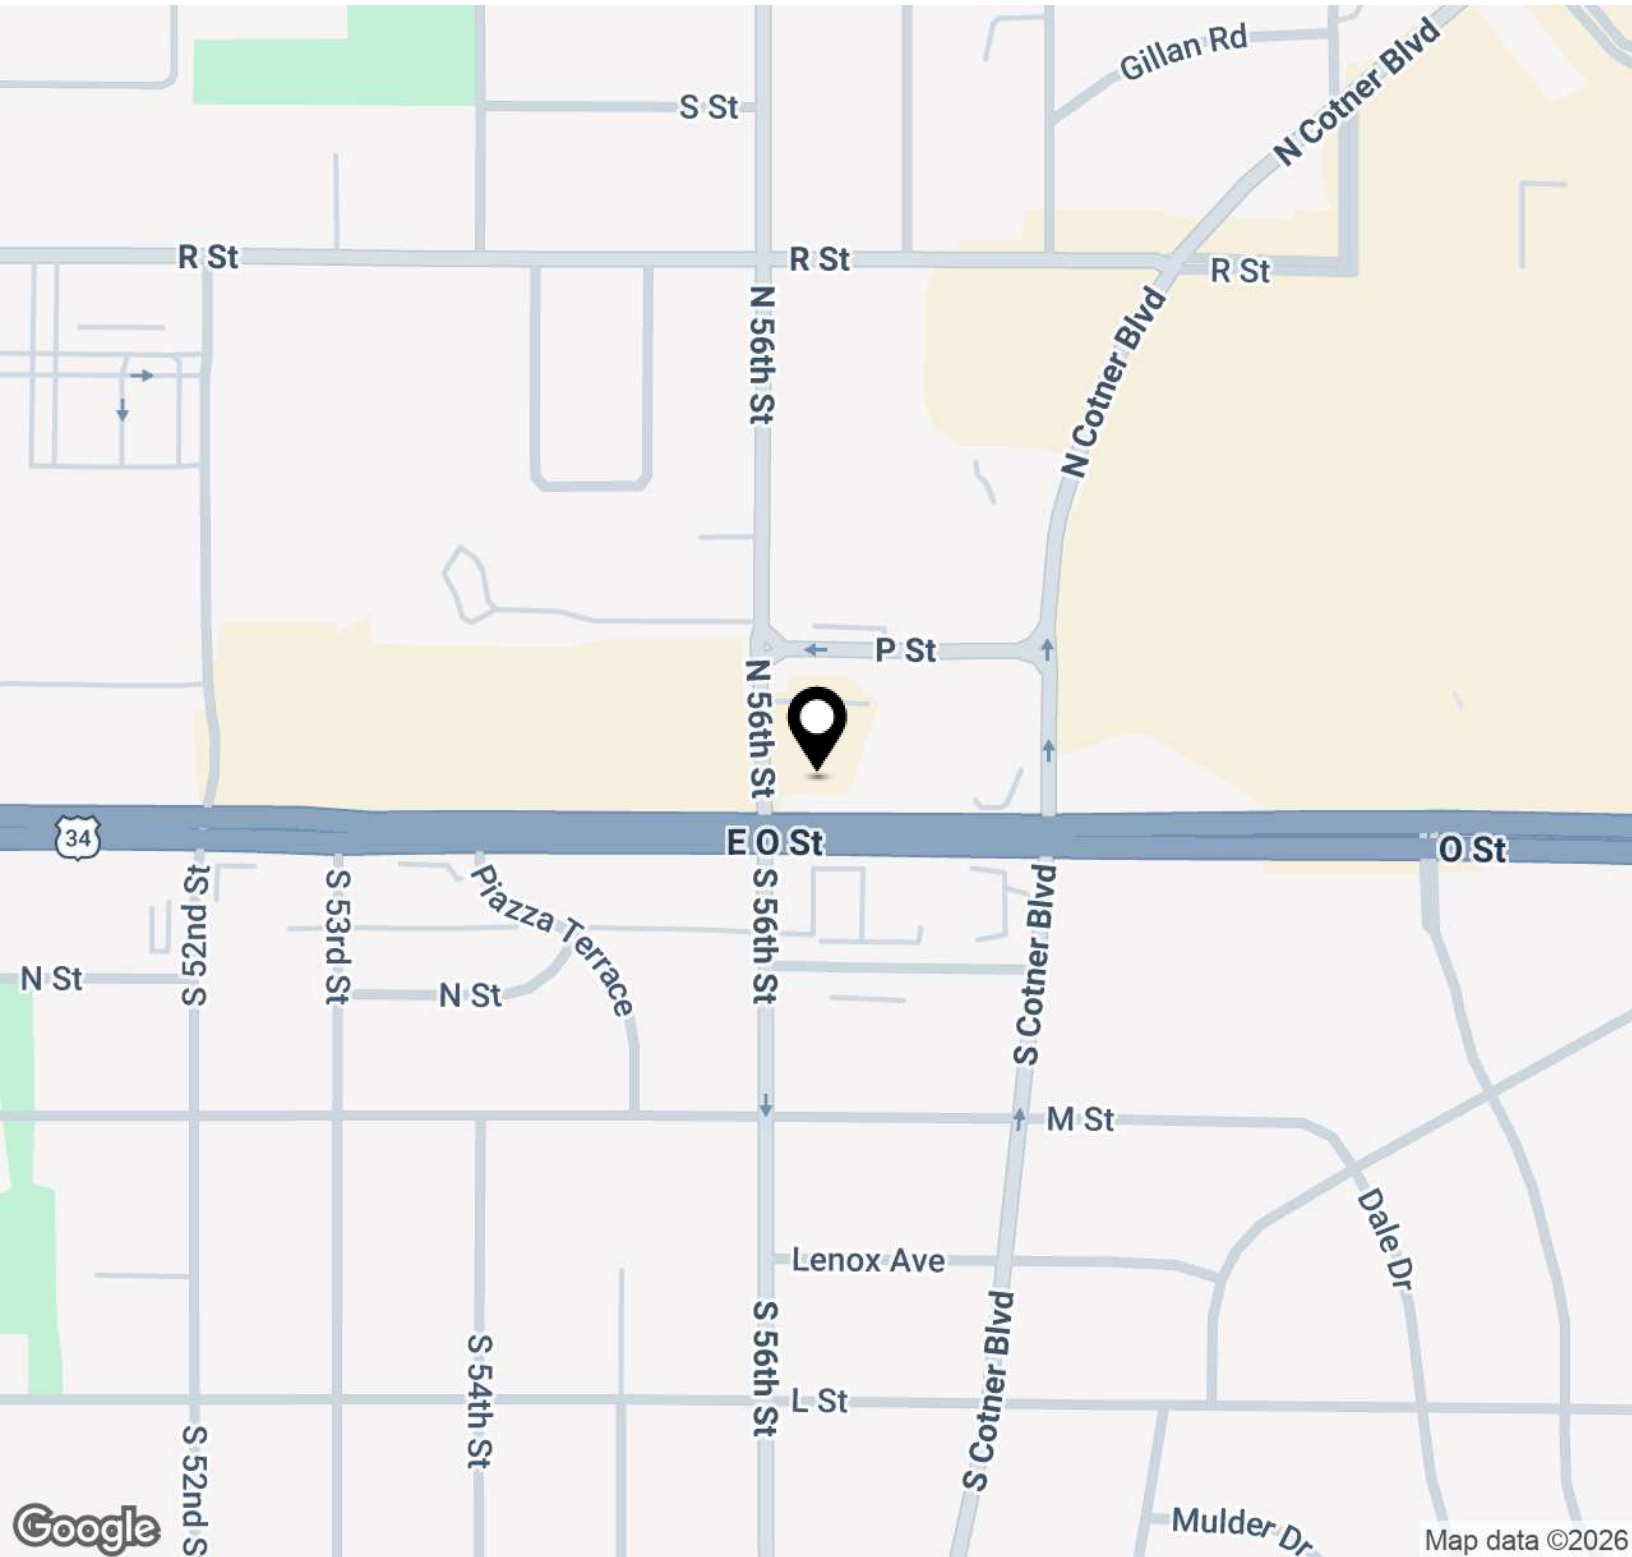 Gillan Rd
N Cotner Blvd
S St
R St
R St
R St
N 56th St
N Cotner Blvd
P St
N 56th St
34
E O St
O St
S 52nd St
S 53rd St
Piazza Terrace
S 56th St
S Cotner Blvd
N St
N St
M St
Dale Dr
Lenox Ave
S 54th St
S 56th St
S Cotner Blvd
L St
S 52nd S
Mulder Dr
Google
Map data ©2026